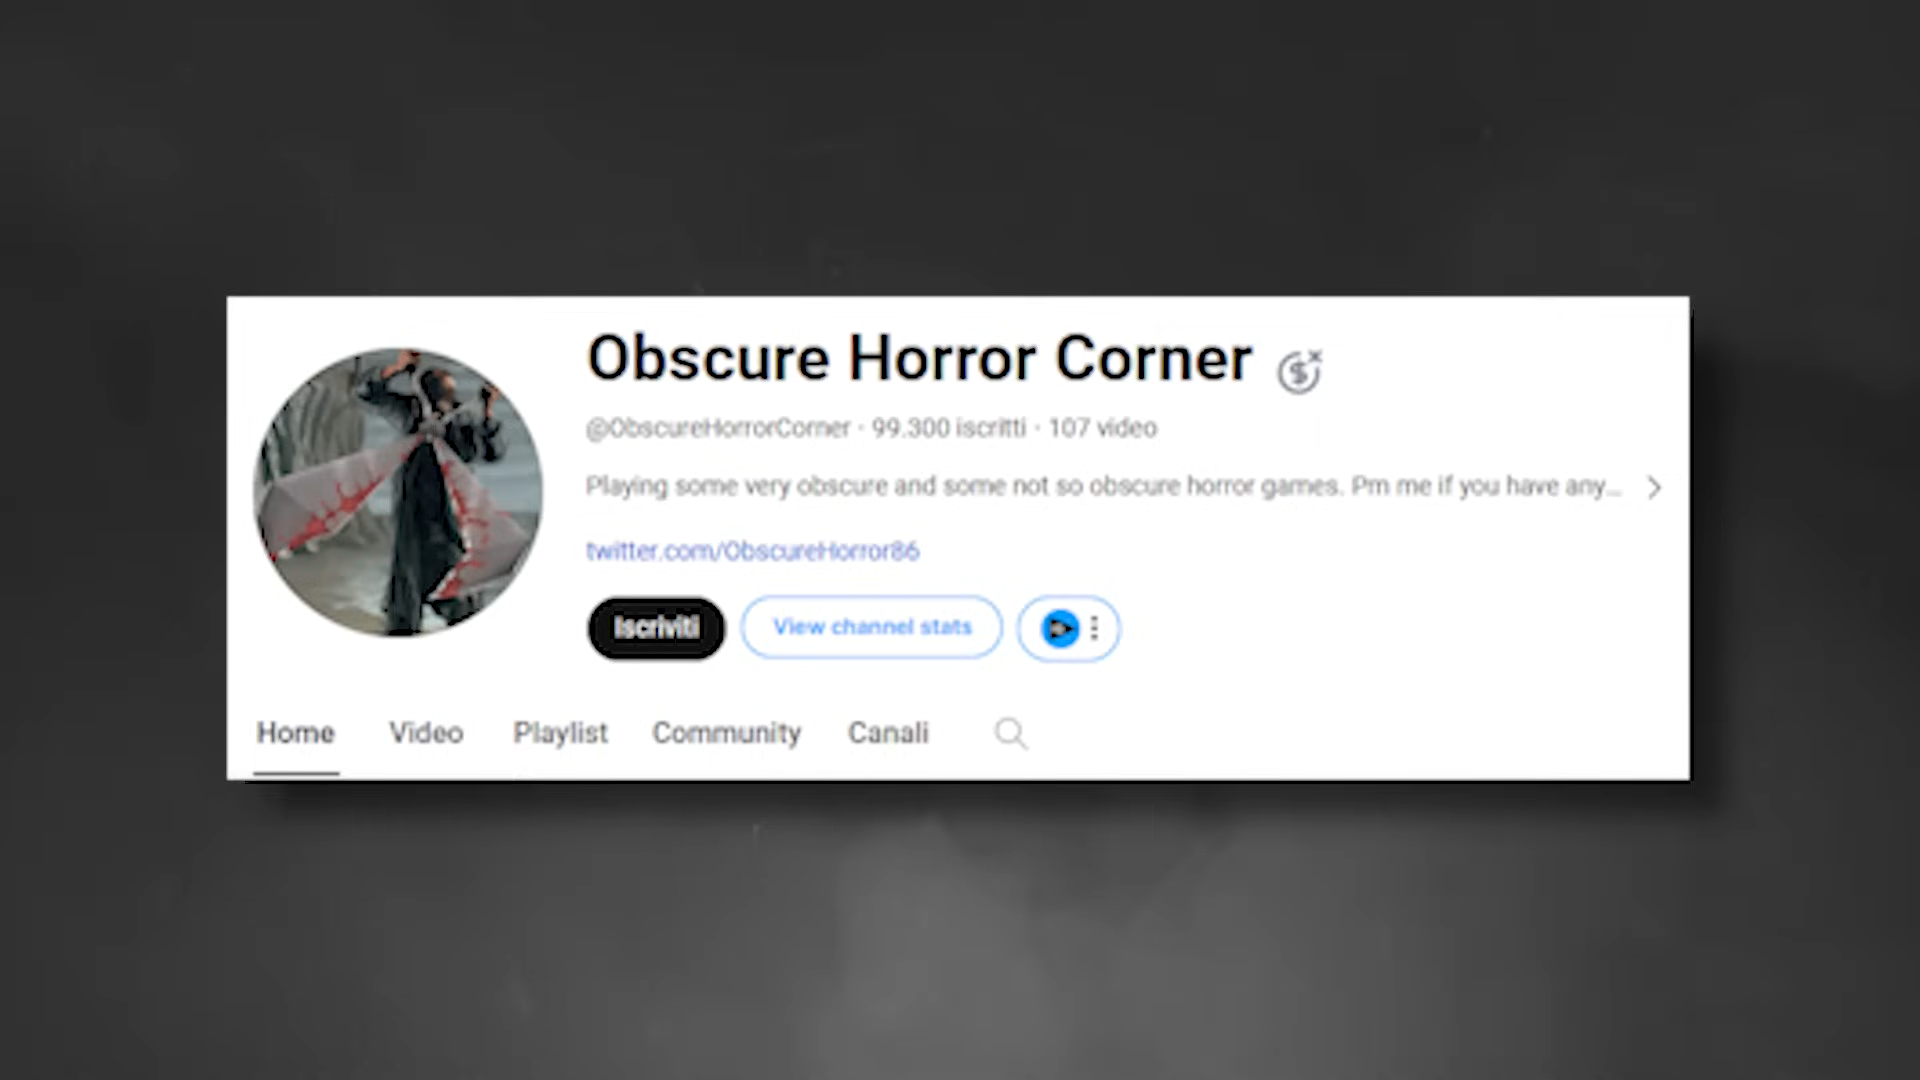 Obscure Horror Corner
@ObscureHorrorCorner · 99.300 iscritti · 107 video
Playing some very obscure and some not so obscure horror games. Pm me if you have any...
twitter.com/ObscureHorror86
Iscriviti
View channel stats
Home Video Playlist Community Canali